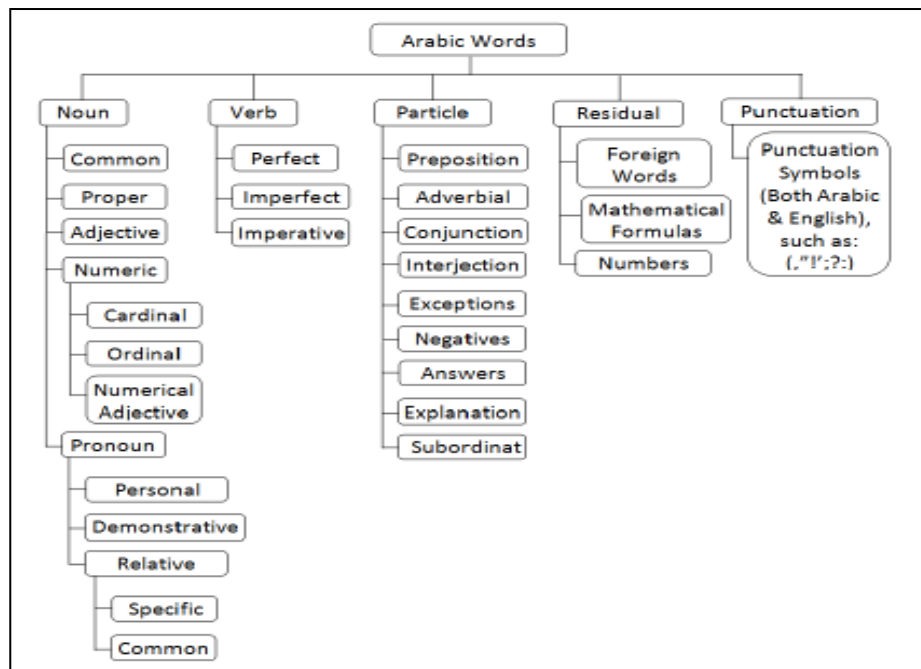 Arabic Words
Noun
Common
Proper
Adjective
Numeric
Cardinal
Ordinal
Numerical
Adjective
Pronoun
Personal
Demonstrative
Relative
Specific
Common
Verb
Perfect
Imperfect
Imperative
Particle
Preposition
Adverbial
Conjunction
Interjection
Exceptions
Negatives
Answers
Explanation
Subordinat
Residual
Foreign
Words
Mathematical
Formulas
Numbers
Punctuation
Punctuation
Symbols
(Both Arabic
& English),
such as:
(,"!';?:)